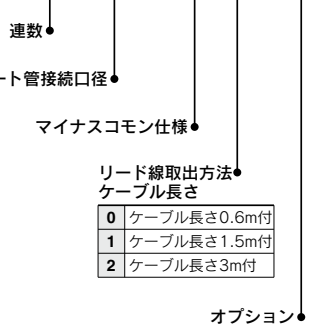 連数
ート管接続口径
マイナスコモン仕様
リード線取出方法
ケーブル長さ
0 ケーブル長さ0.6m付
1 ケーブル長さ1.5m付
2 ケーブル長さ3m付
オプション